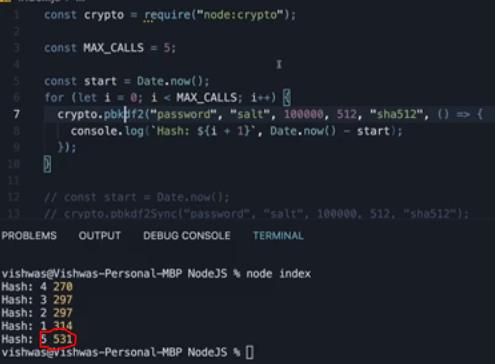 1 const crypto = require("node:crypto");
2
3 const MAX_CALLS = 5;
4
5 const start = Date.now();
6 for (let i = 0; i < MAX_CALLS; i++) {
7 crypto.pbkdf2("password", "salt", 100000, 512, "sha512", () => {
8 console.log(`Hash: ${i + 1}`, Date.now() - start);
9 });
10 }
11
12 // const start = Date.now();
13 // crypto.pbkdf2Sync("password", "salt", 100000, 512, "sha512");
PROBLEMS OUTPUT DEBUG CONSOLE TERMINAL
vishwas@Vishwas-Personal-MBP NodeJS % node index
Hash: 4 270
Hash: 3 297
Hash: 2 297
Hash: 1 314
Hash: 5 531
vishwas@Vishwas-Personal-MBP NodeJS %